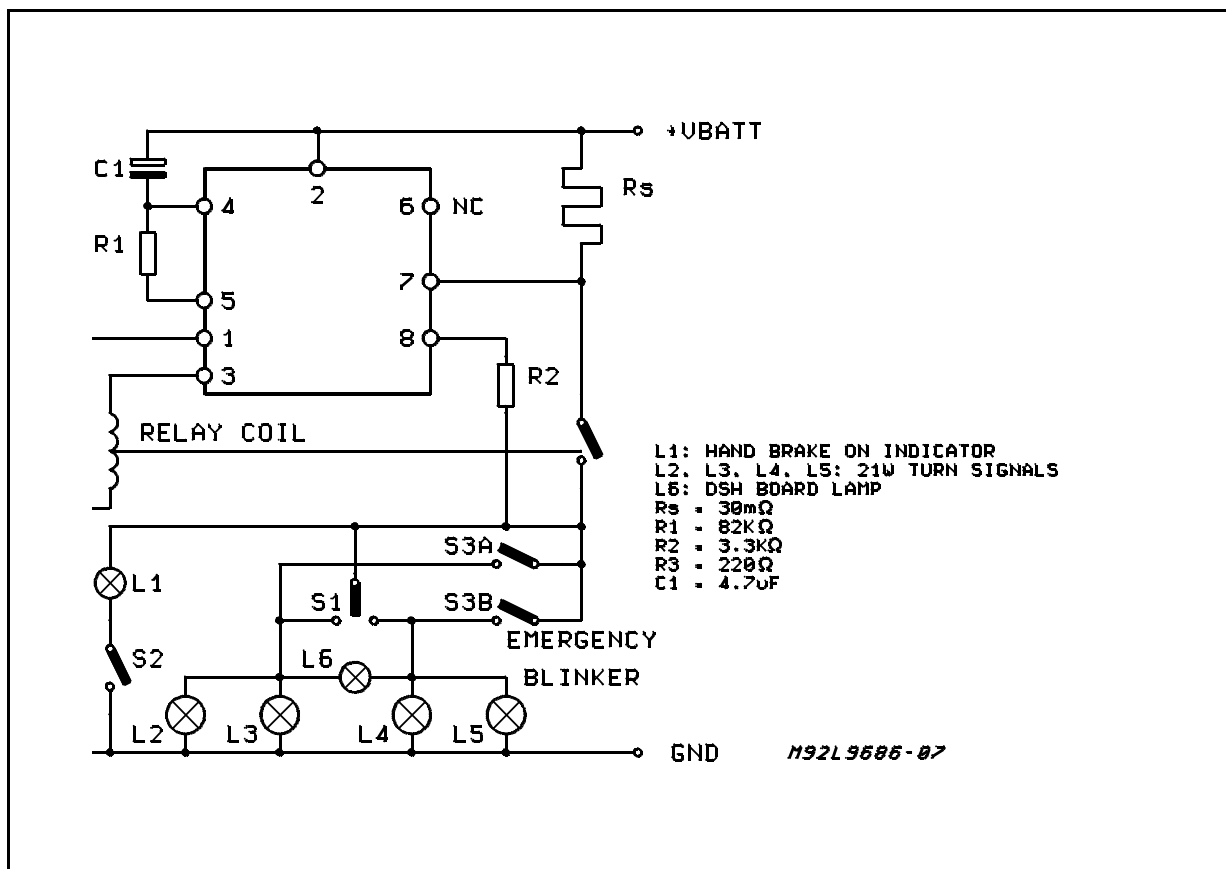 +VBATT
C1
Rs
2
4
6 NC
R1
7
5
1
8
R2
3
RELAY COIL
L1: HAND BRAKE ON INDICATOR
L2. L3. L4. L5: 21W TURN SIGNALS
L6: DSH BOARD LAMP
Rs = 30mΩ
R1 = 82KΩ
R2 = 3.3KΩ
R3 = 220Ω
C1 = 4.7uF
S3A
L1
S1
S3B
EMERGENCY
BLINKER
S2
L6
L2
L3
L4
L5
GND
M92L9686-07